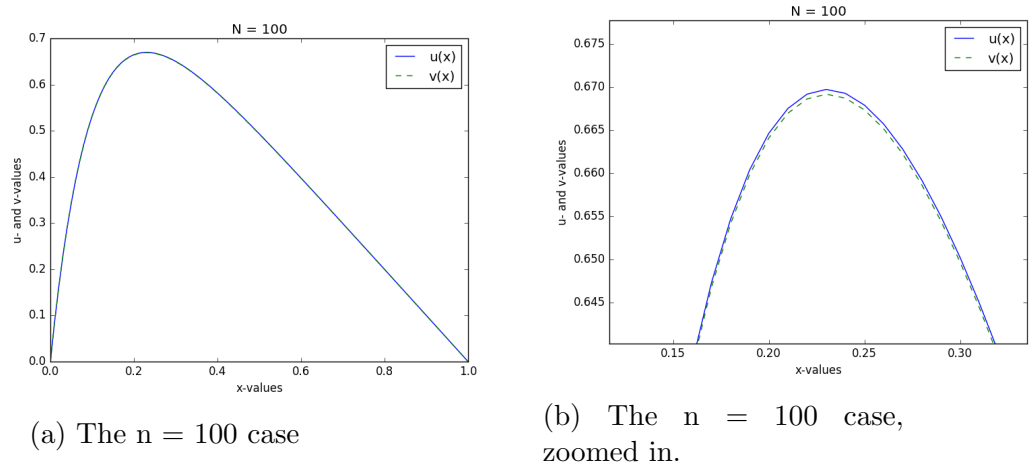 N = 100
u(x)
v(x)
u- and v-values
0.7
0.6
0.5
0.4
0.3
0.2
0.1
0.0
0.0 0.2 0.4 0.6 0.8 1.0
x-values
(a) The n = 100 case
N = 100
u(x)
v(x)
u- and v-values
0.675
0.670
0.665
0.660
0.655
0.650
0.645
0.15 0.20 0.25 0.30
x-values
(b) The n = 100 case,
zoomed in.